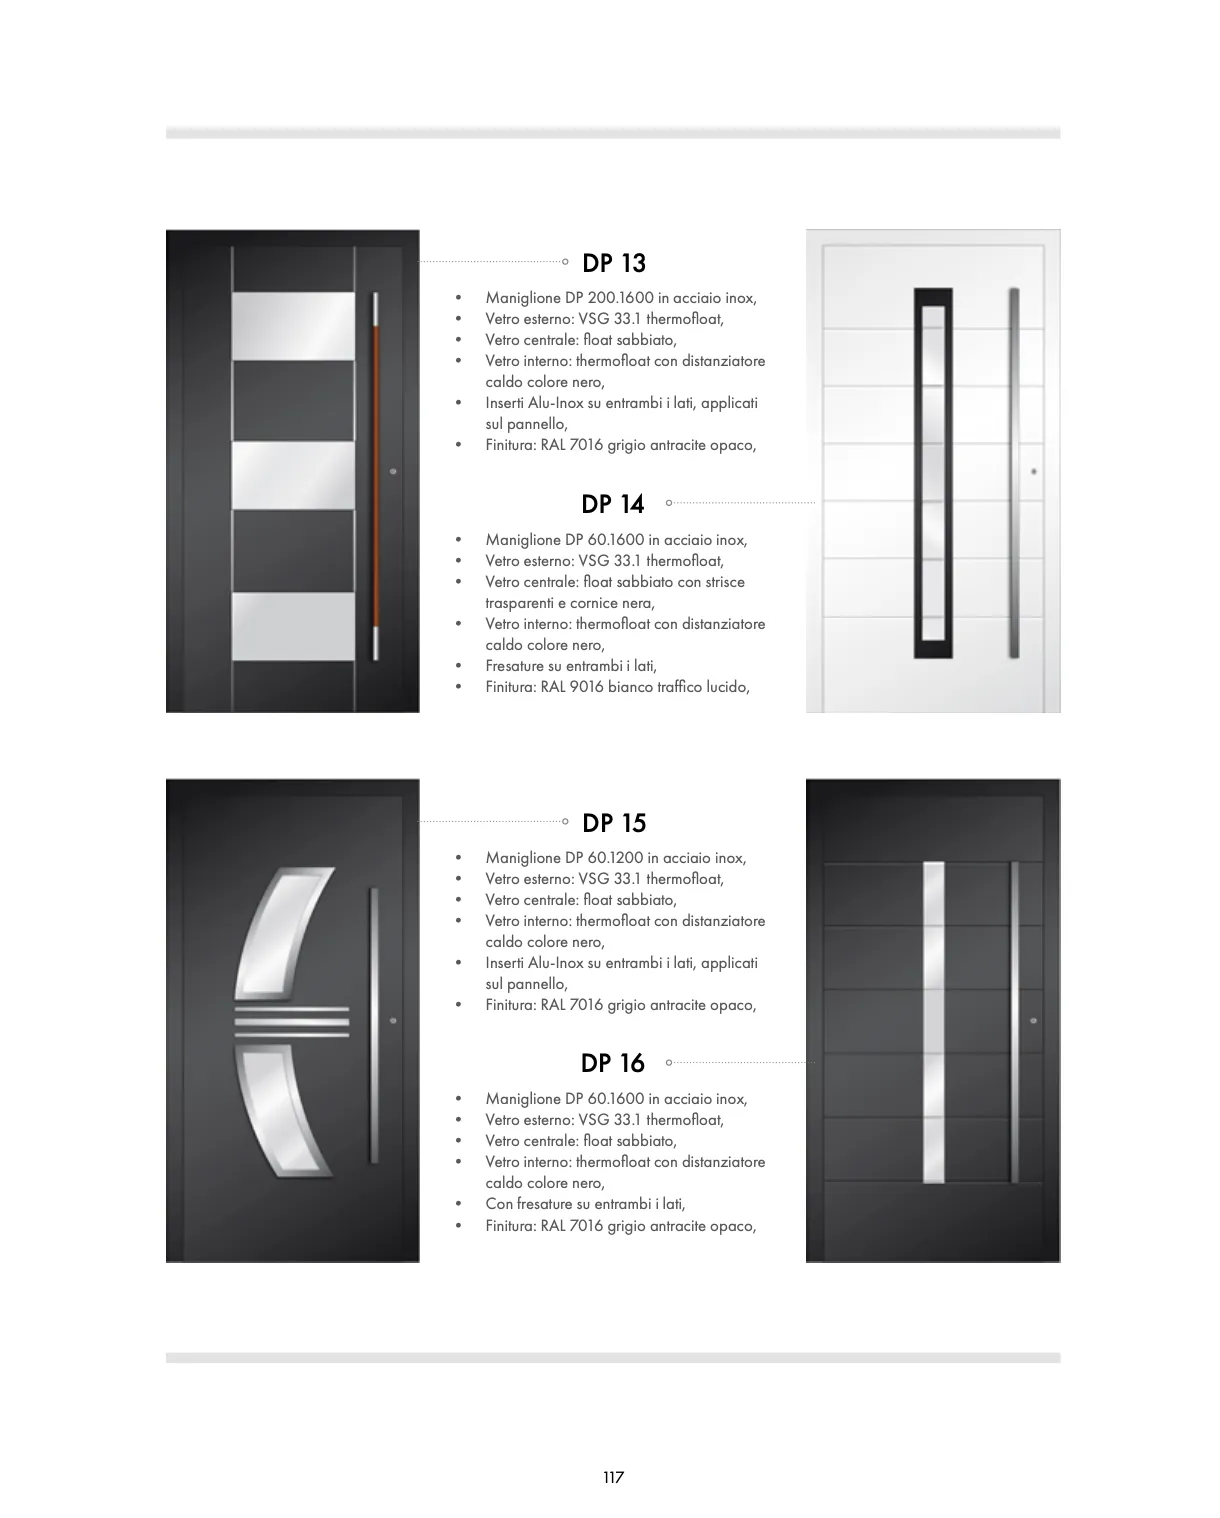 DP 13
• Maniglione DP 200.1600 in acciaio inox,
• Vetro esterno: VSG 33.1 thermofloat,
• Vetro centrale: float sabbiato,
• Vetro interno: thermofloat con distanziatore
caldo colore nero,
• Inserti Alu-Inox su entrambi i lati, applicati
sul pannello,
• Finitura: RAL 7016 grigio antracite opaco,
DP 14
• Maniglione DP 60.1600 in acciaio inox,
• Vetro esterno: VSG 33.1 thermofloat,
• Vetro centrale: float sabbiato con strisce
trasparenti e cornice nera,
• Vetro interno: thermofloat con distanziatore
caldo colore nero,
• Fresature su entrambi i lati,
• Finitura: RAL 9016 bianco traffico lucido,
DP 15
• Maniglione DP 60.1200 in acciaio inox,
• Vetro esterno: VSG 33.1 thermofloat,
• Vetro centrale: float sabbiato,
• Vetro interno: thermofloat con distanziatore
caldo colore nero,
• Inserti Alu-Inox su entrambi i lati, applicati
sul pannello,
• Finitura: RAL 7016 grigio antracite opaco,
DP 16
• Maniglione DP 60.1600 in acciaio inox,
• Vetro esterno: VSG 33.1 thermofloat,
• Vetro centrale: float sabbiato,
• Vetro interno: thermofloat con distanziatore
caldo colore nero,
• Con fresature su entrambi i lati,
• Finitura: RAL 7016 grigio antracite opaco,
117